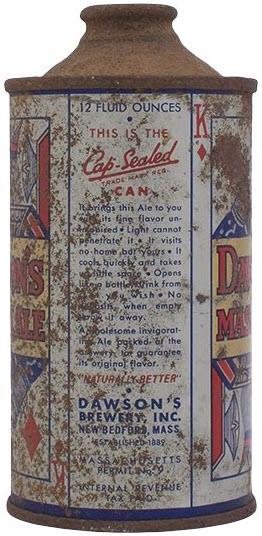 12 FLUID OUNCES
• THIS IS THE •
Cap-Sealed
TRADE MARK REG.
CAN
It brings this Ale to you
with its fine flavor un-
impaired • Light cannot
penetrate it • It visits
no home but yours • It
cools quickly and takes
up little space • Opens
like a bottle, drink from
it if you wish • No
deposits, when empty
throw it away.
A wholesome invigorat-
ing Ale packed at the
brewery to guarantee
its original flavor.
"NATURALLY BETTER"
DAWSON'S
BREWERY, INC.
NEW BEDFORD, MASS.
ESTABLISHED 1889
MASSACHUSETTS
PERMIT No. 9
INTERNAL REVENUE
TAX PAID
K
N'S
ALE
DA
MAS
K